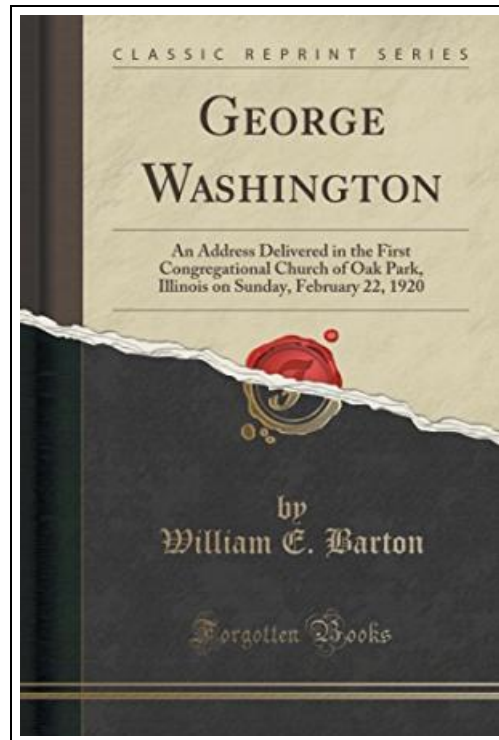 CLASSIC REPRINT SERIES
GEORGE
WASHINGTON
An Address Delivered in the First
Congregational Church of Oak Park,
Illinois on Sunday, February 22, 1920
by
William E. Barton
Forgotten Books